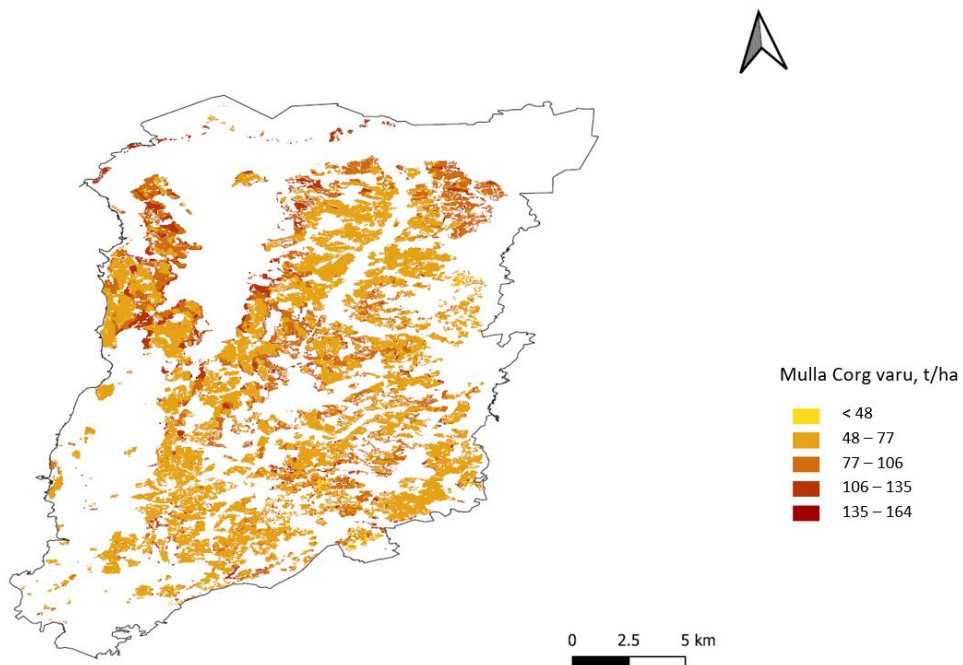 Mulla Corg varu, t/ha
< 48
48 – 77
77 – 106
106 – 135
135 – 164
0 2.5 5 km